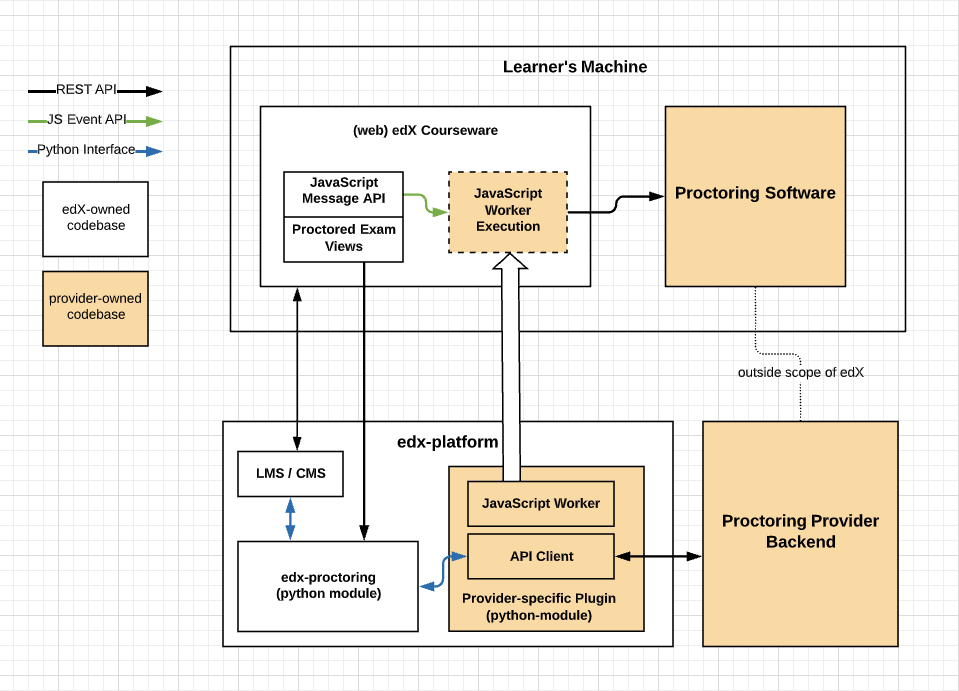 Learner's Machine
REST API
JS Event API
Python Interface
edX-owned
codebase
provider-owned
codebase
(web) edX Courseware
JavaScript
Message API
Proctored Exam
Views
JavaScript
Worker
Execution
Proctoring Software
outside scope of edX
edx-platform
LMS / CMS
edx-proctoring
(python module)
JavaScript Worker
API Client
Provider-specific Plugin
(python-module)
Proctoring Provider
Backend